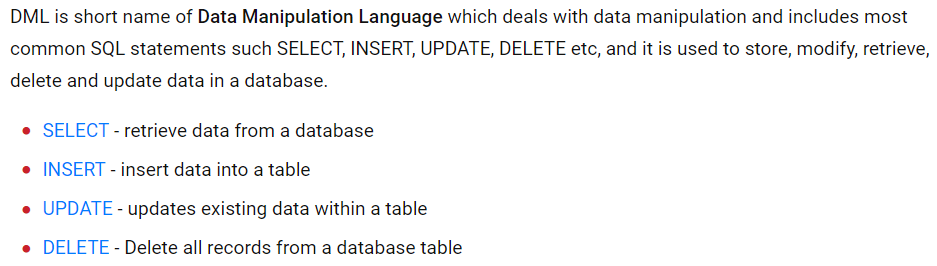 DML is short name of Data Manipulation Language which deals with data manipulation and includes most
common SQL statements such SELECT, INSERT, UPDATE, DELETE etc, and it is used to store, modify, retrieve,
delete and update data in a database.
• SELECT - retrieve data from a database
• INSERT - insert data into a table
• UPDATE - updates existing data within a table
• DELETE - Delete all records from a database table